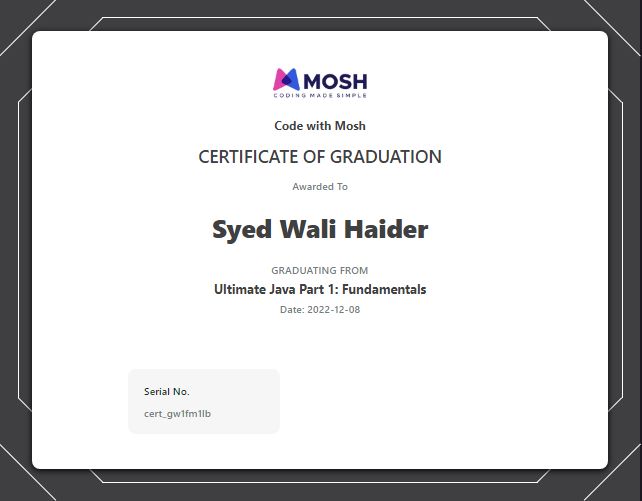 MOSH
CODING MADE SIMPLE
Code with Mosh
CERTIFICATE OF GRADUATION
Awarded To
Syed Wali Haider
GRADUATING FROM
Ultimate Java Part 1: Fundamentals
Date: 2022-12-08
Serial No.
cert_gw1fm1lb